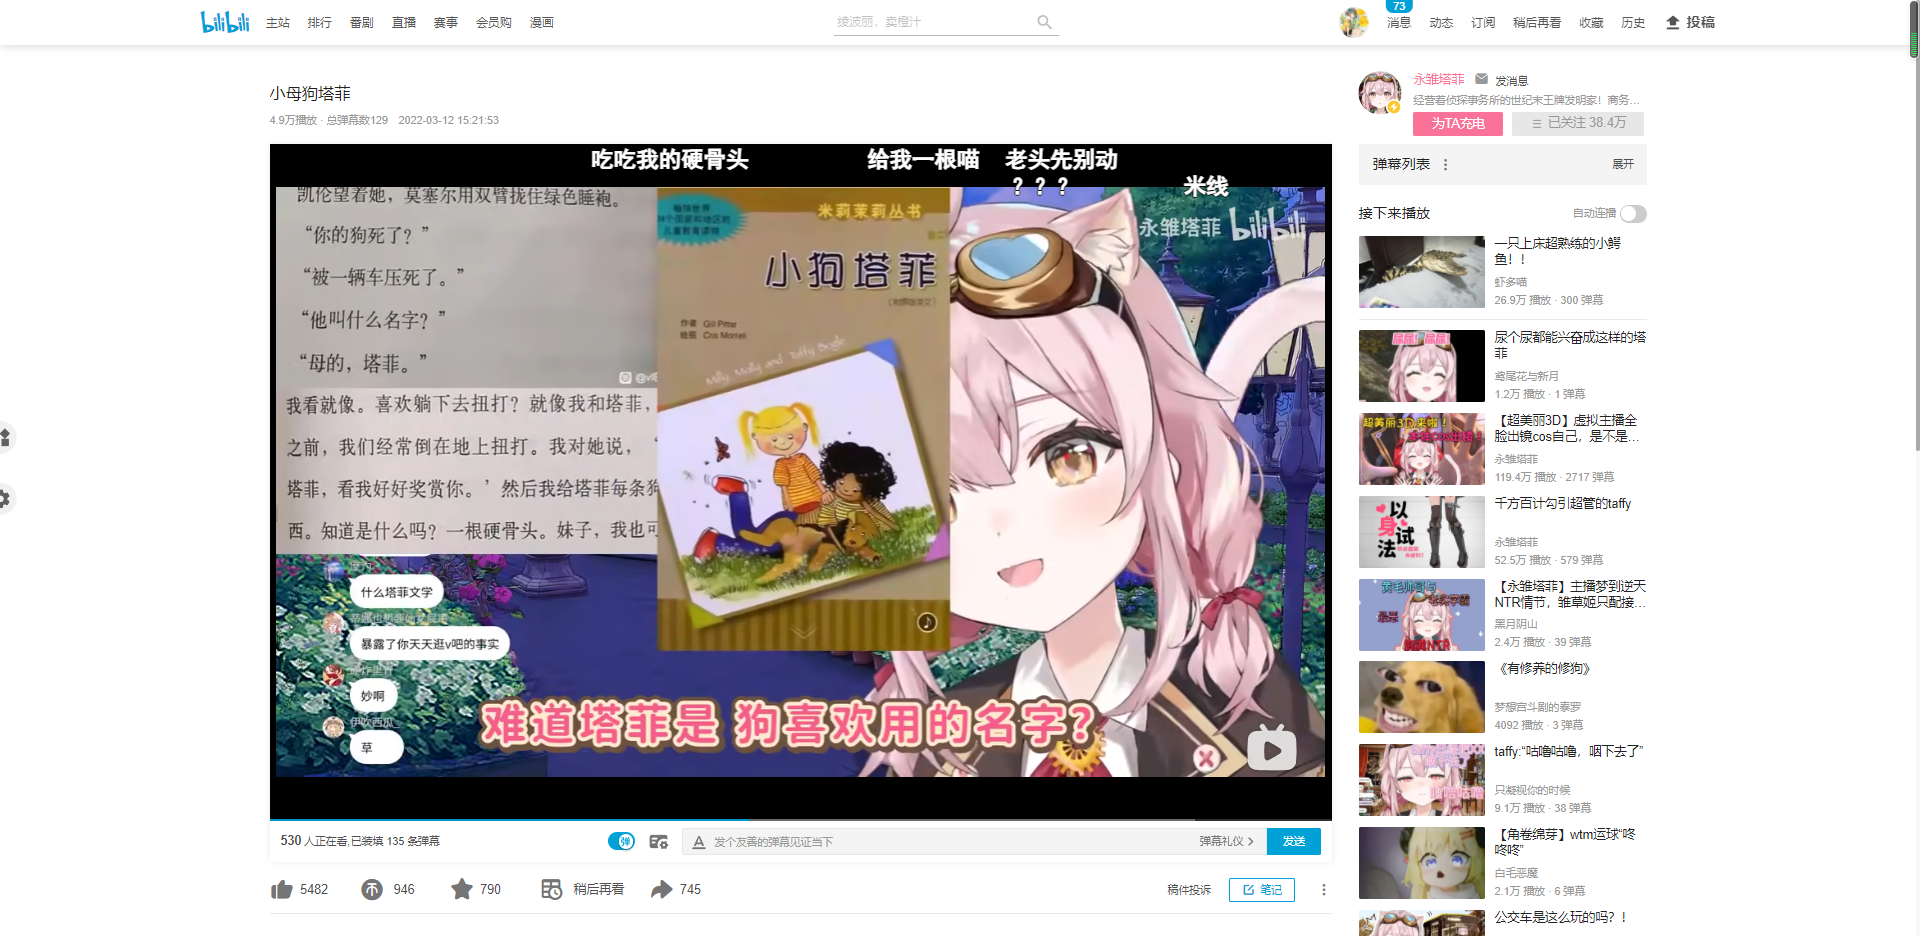 bilibili
主站
排行
番剧
直播
赛事
会员购
漫画
绫波丽，卖橙汁
73
消息
动态
订阅
稍后再看
收藏
历史
投稿
小母狗塔菲
4.9万播放 · 总弹幕数129 2022-03-12 15:21:53
吃吃我的硬骨头
给我一根喵
老头先别动
？？？
米线
永雏塔菲 bilibili
凯伦望着她，莫塞尔用双臂拢住绿色睡袍。
“你的狗死了？”
“被一辆车压死了。”
“他叫什么名字？”
“母的，塔菲。”
我看就像。喜欢躺下去扭打？就像我和塔菲，
之前，我们经常倒在地上扭打。我对她说，‘
塔菲，看我好好奖赏你。’然后我给塔菲每条狗
西。知道是什么吗？一根硬骨头。妹子，我也可
米莉茉莉丛书
小狗塔菲
作者 Gill Pittar
绘图 Cris Morrell
Milly, Molly and Taffy Bogle
什么塔菲文学
暴露了你天天逛v吧的事实
妙啊
伊吹西瓜_
草
难道塔菲是 狗喜欢用的名字？
530 人正在看，已装填 135 条弹幕
弹
发个友善的弹幕见证当下
弹幕礼仪
发送
5482
946
790
稍后再看
745
稿件投诉
笔记
永雏塔菲
发消息
经营着侦探事务所的世纪末王牌发明家！商务...
为TA充电
已关注 38.4万
弹幕列表
展开
接下来播放
自动连播
一只上床超熟练的小鳄
鱼！！
虾多喵
26.9万 播放 · 300 弹幕
尿个尿都能兴奋成这样的塔
菲
鸢尾花与新月
1.2万 播放 · 1 弹幕
超美丽3D来啦！
【超美丽3D】虚拟主播全
脸出镜cos自己，是不是...
永雏塔菲
119.4万 播放 · 2717 弹幕
以身试法
千方百计勾引超管的taffy
永雏塔菲
52.5万 播放 · 579 弹幕
黄毛帅哥与
【永雏塔菲】主播梦到逆天
NTR情节，雏草姬只配接...
黑月阴山
2.4万 播放 · 39 弹幕
《有修养的修狗》
梦想宫斗剧的泰罗
4092 播放 · 3 弹幕
taffy:“咕噜咕噜，咽下去了”
只凝视你的时候
9.1万 播放 · 38 弹幕
【角卷绵芽】wtm运球“咚
咚咚”
白毛恶魔
2.1万 播放 · 6 弹幕
公交车是这么玩的吗？！